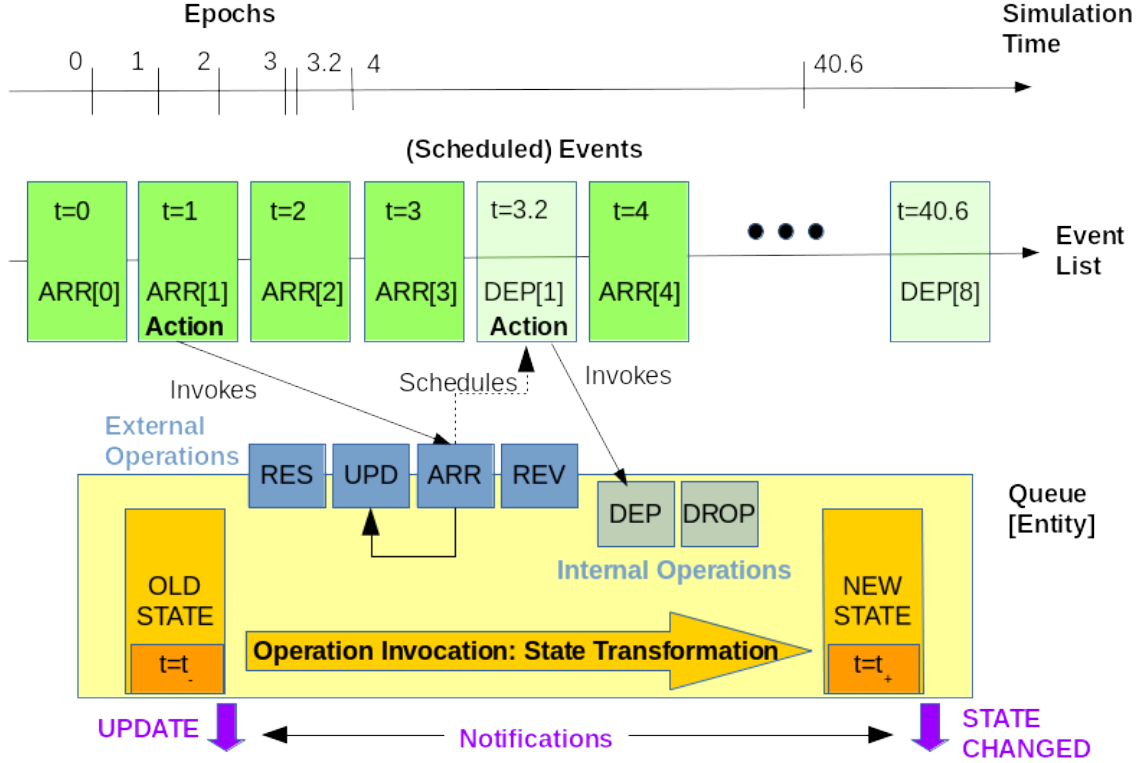 Epochs
Simulation
Time
0
1
2
3
3.2
4
40.6
(Scheduled) Events
t=0
t=1
t=2
t=3
t=3.2
t=4
t=40.6
Event
List
ARR[0]
ARR[1]
ARR[2]
ARR[3]
DEP[1]
ARR[4]
DEP[8]
Action
Action
Invokes
Schedules
Invokes
External
Operations
RES
UPD
ARR
REV
DEP
DROP
Queue
[Entity]
Internal Operations
OLD
STATE
NEW
STATE
Operation Invocation: State Transformation
t=t-
t=t+
UPDATE
Notifications
STATE
CHANGED